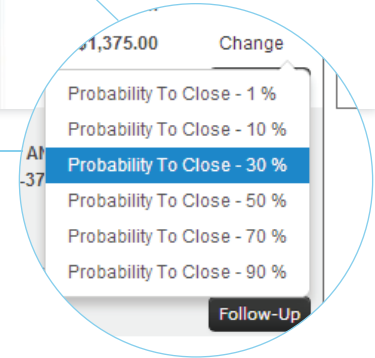 $1,375.00 Change
Probability To Close - 1 %
Probability To Close - 10 %
Probability To Close - 30 %
Probability To Close - 50 %
Probability To Close - 70 %
Probability To Close - 90 %
-37
Follow-Up